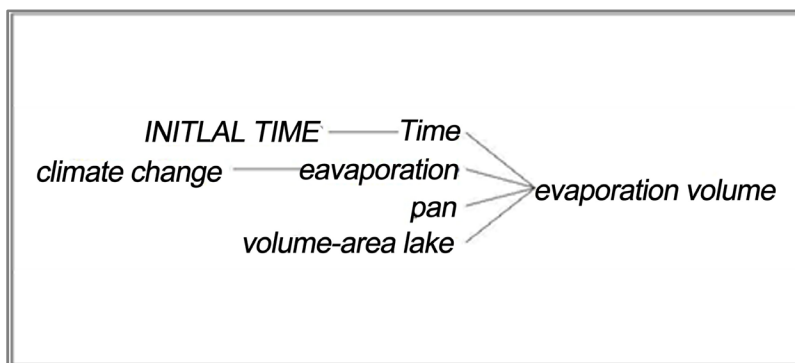 INITLAL TIME Time
climate change eavaporation
pan
evaporation volume
volume-area lake